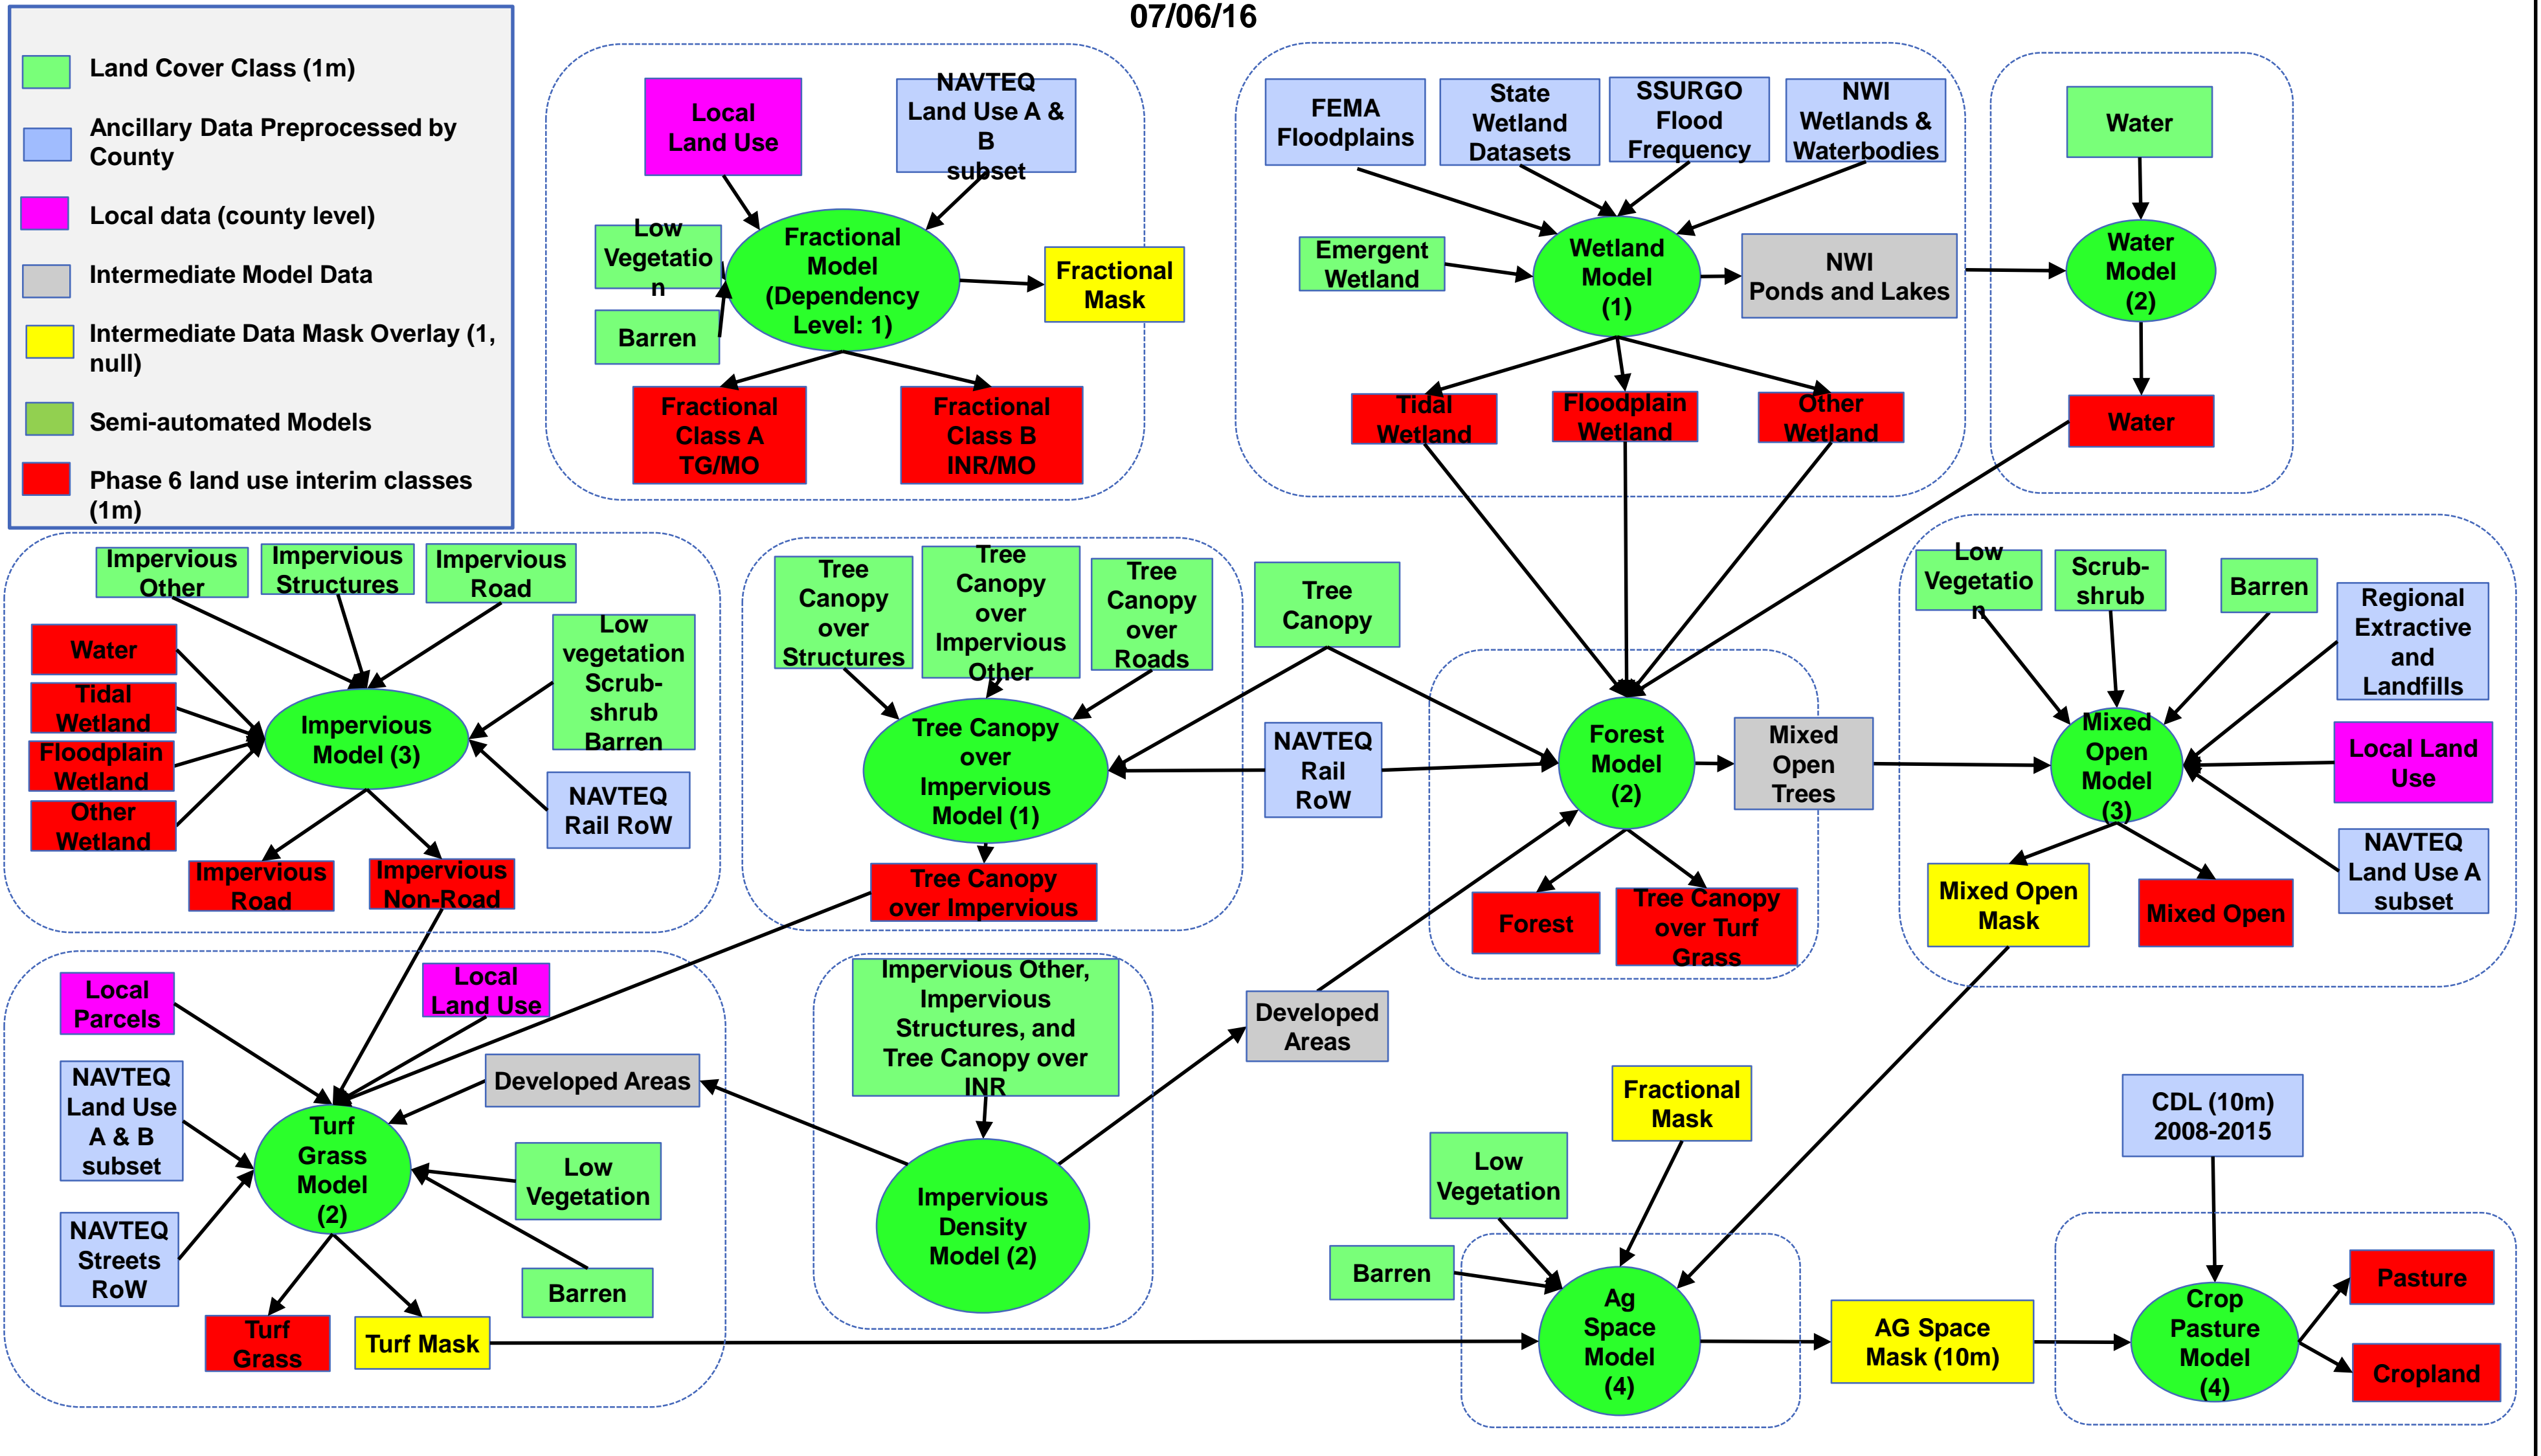 07/06/16
Land Cover Class (1m)
Ancillary Data Preprocessed by
County
Local data (county level)
Intermediate Model Data
Intermediate Data Mask Overlay (1,
null)
Semi-automated Models
Phase 6 land use interim classes
(1m)
Local
Land Use
NAVTEQ
Land Use A &
B
subset
Low
Vegetatio
n
Barren
Fractional
Model
(Dependency
Level: 1)
Fractional
Mask
Fractional
Class A
TG/MO
Fractional
Class B
INR/MO
FEMA
Floodplains
State
Wetland
Datasets
SSURGO
Flood
Frequency
NWI
Wetlands &
Waterbodies
Emergent
Wetland
Wetland
Model
(1)
NWI
Ponds and Lakes
Tidal
Wetland
Floodplain
Wetland
Other
Wetland
Water
Water
Model
(2)
Water
Impervious
Other
Impervious
Structures
Impervious
Road
Water
Tidal
Wetland
Floodplain
Wetland
Other
Wetland
Impervious
Model (3)
Low
vegetation
Scrub-
shrub
Barren
NAVTEQ
Rail RoW
Impervious
Road
Impervious
Non-Road
Tree
Canopy
over
Structures
Tree
Canopy
over
Impervious
Other
Tree
Canopy
over
Roads
Tree Canopy
over
Impervious
Model (1)
Tree Canopy
over Impervious
Tree
Canopy
NAVTEQ
Rail
RoW
Forest
Model
(2)
Mixed
Open
Trees
Forest
Tree Canopy
over Turf
Grass
Low
Vegetatio
n
Scrub-
shrub
Barren
Regional
Extractive
and
Landfills
Mixed
Open
Model
(3)
Local Land
Use
NAVTEQ
Land Use A
subset
Mixed Open
Mask
Mixed Open
Local
Parcels
Local
Land Use
NAVTEQ
Land Use
A & B
subset
Developed Areas
Turf
Grass
Model
(2)
Low
Vegetation
NAVTEQ
Streets
RoW
Barren
Turf
Grass
Turf Mask
Impervious Other,
Impervious
Structures, and
Tree Canopy over
INR
Impervious
Density
Model (2)
Developed
Areas
Fractional
Mask
Low
Vegetation
Barren
Ag
Space
Model
(4)
AG Space
Mask (10m)
CDL (10m)
2008-2015
Crop
Pasture
Model
(4)
Pasture
Cropland